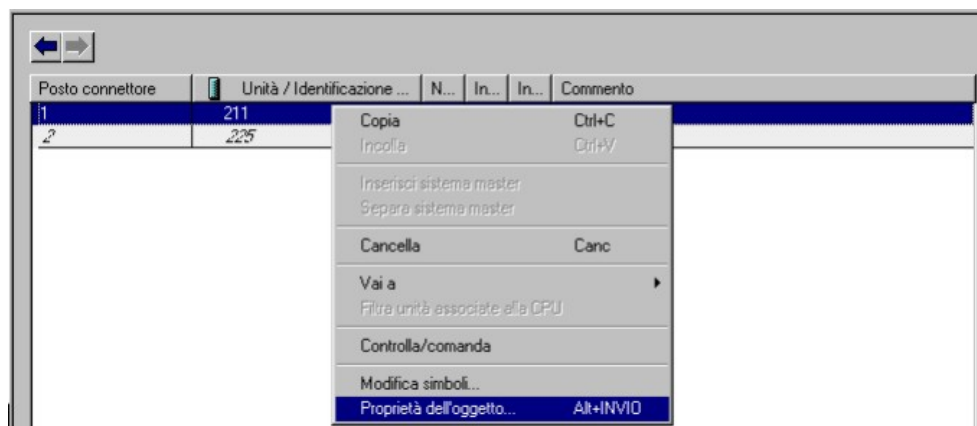 Posto connettore Unità / Identificazione ... N... In... In... Commento
1 211
2 225
Copia Ctrl+C
Incolla Ctrl+V
Inserisci sistema master
Separa sistema master
Cancella Canc
Vai a
Filtra unità associate alla CPU
Controlla/comanda
Modifica simboli...
Proprietà dell'oggetto... Alt+INVIO